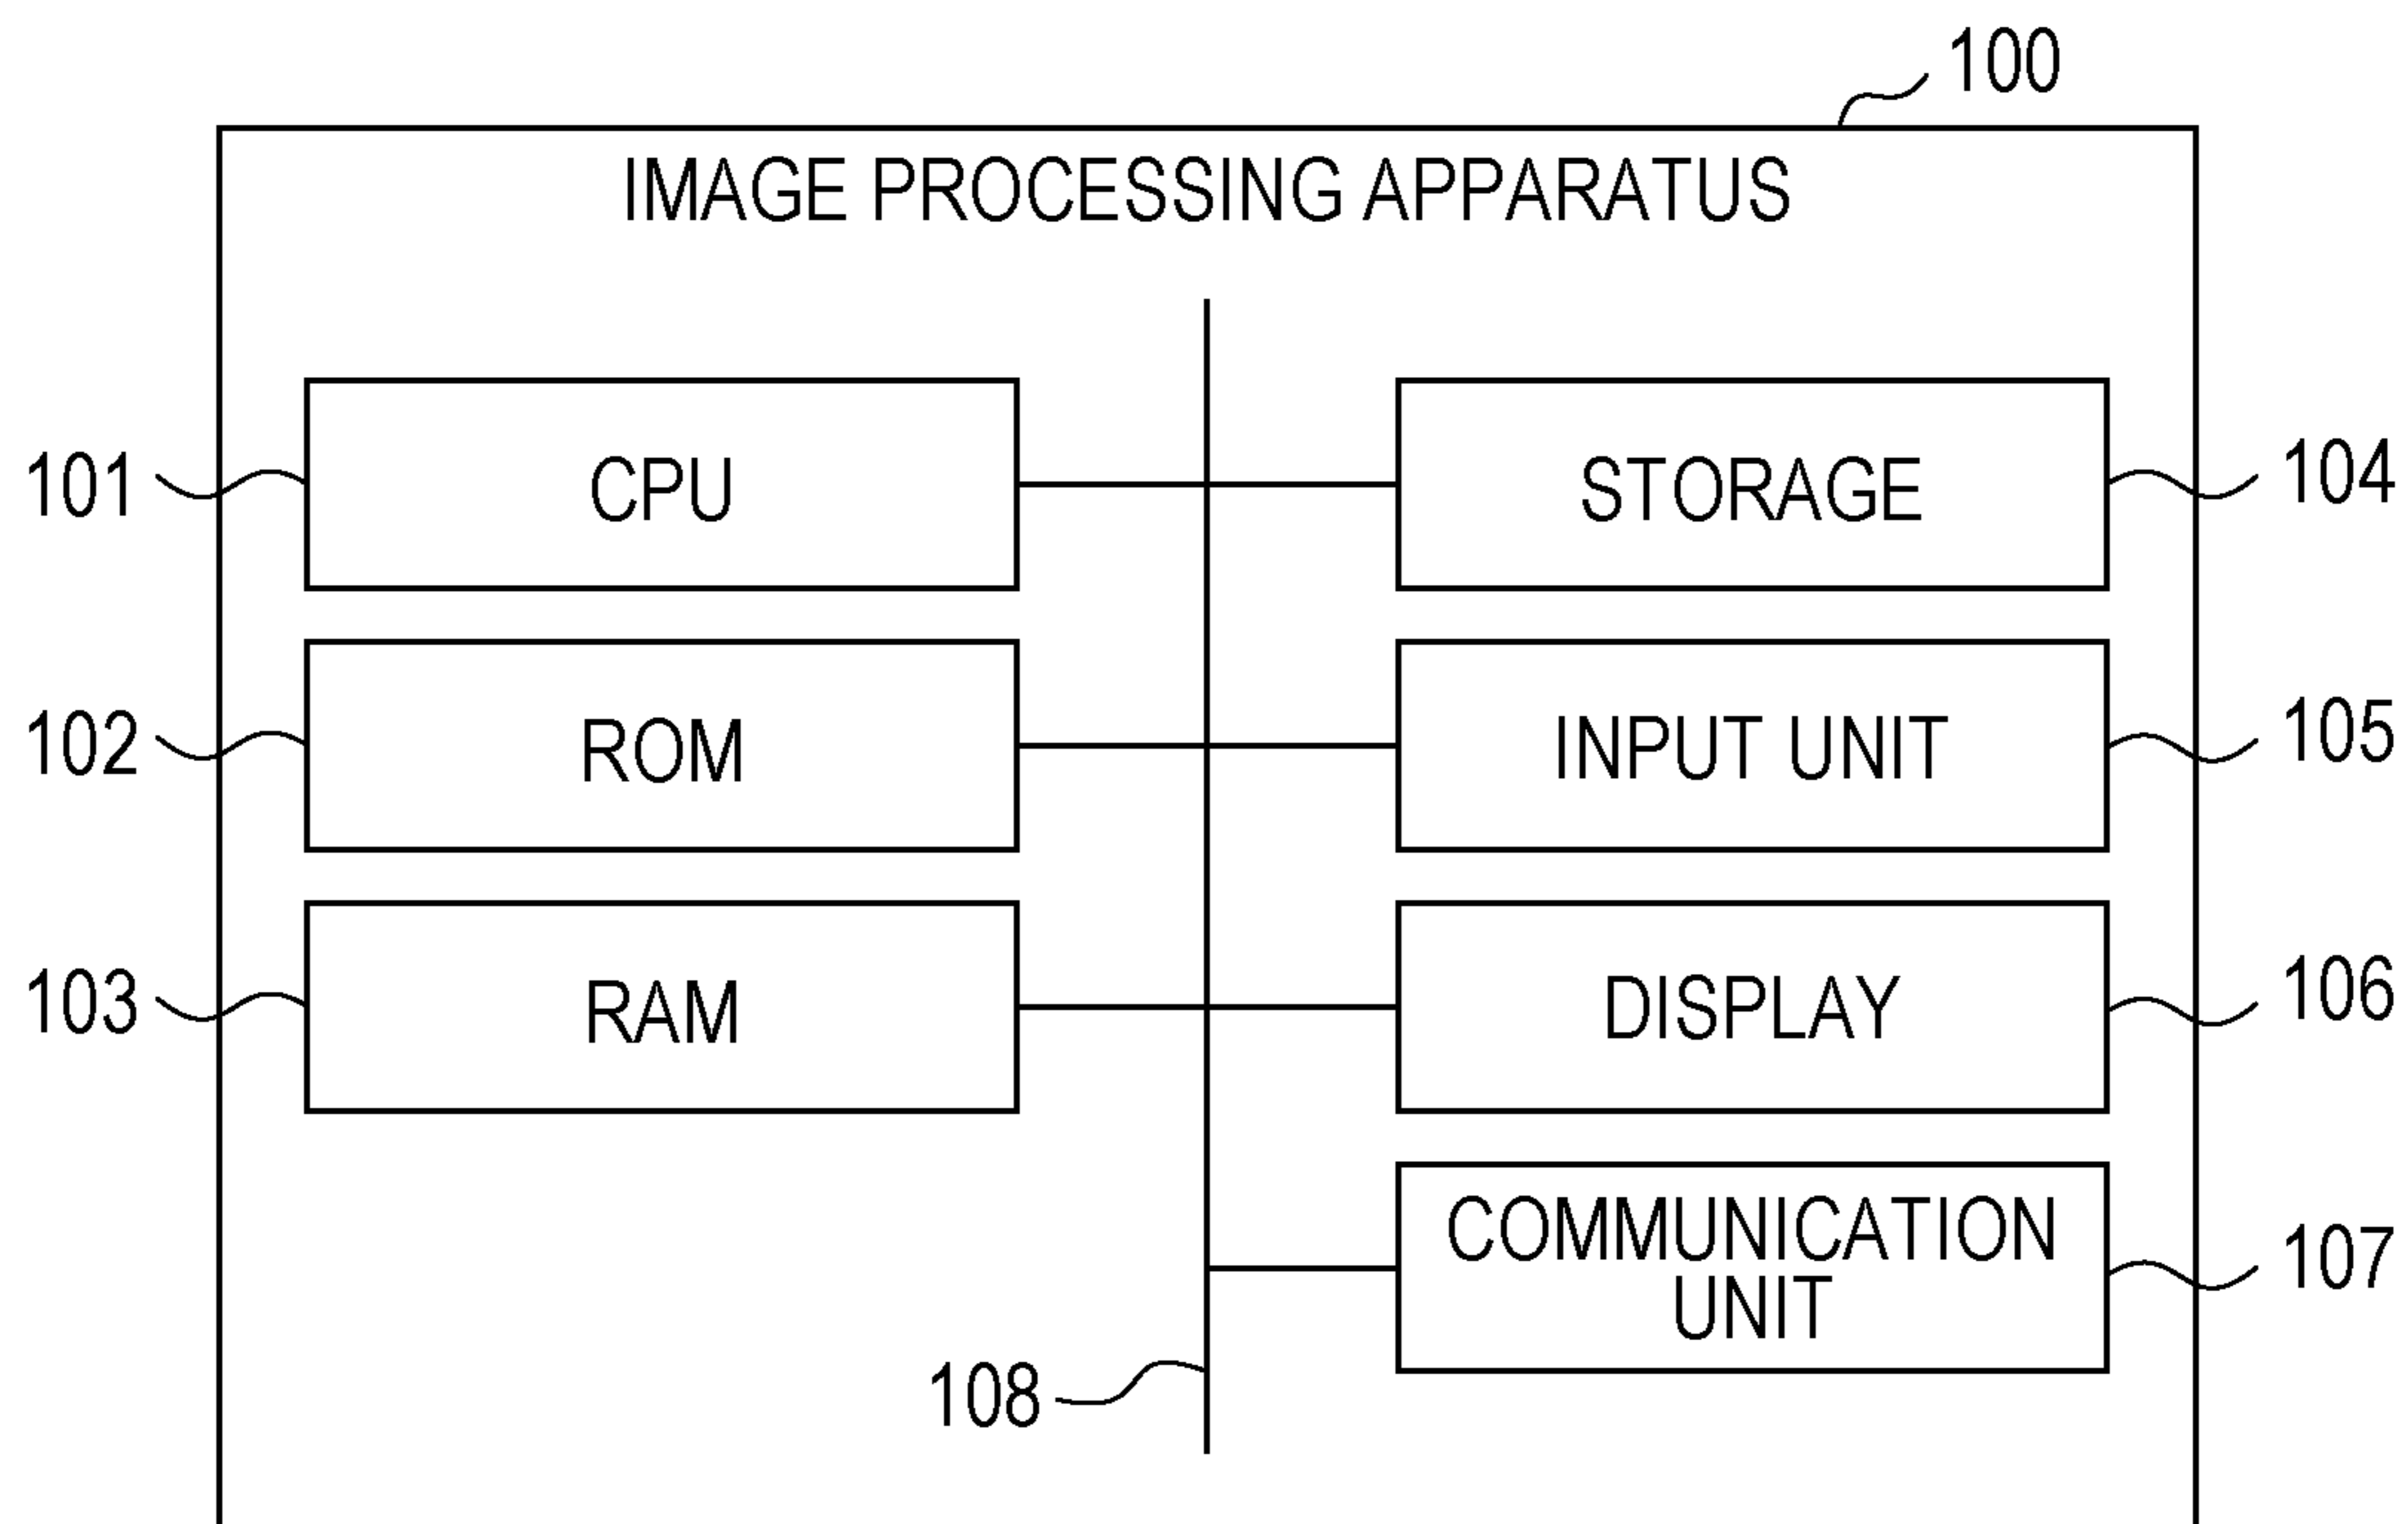 100
IMAGE PROCESSING APPARATUS
101
CPU
STORAGE
104
102
ROM
INPUT UNIT
105
103
RAM
DISPLAY
106
COMMUNICATION
UNIT
107
108